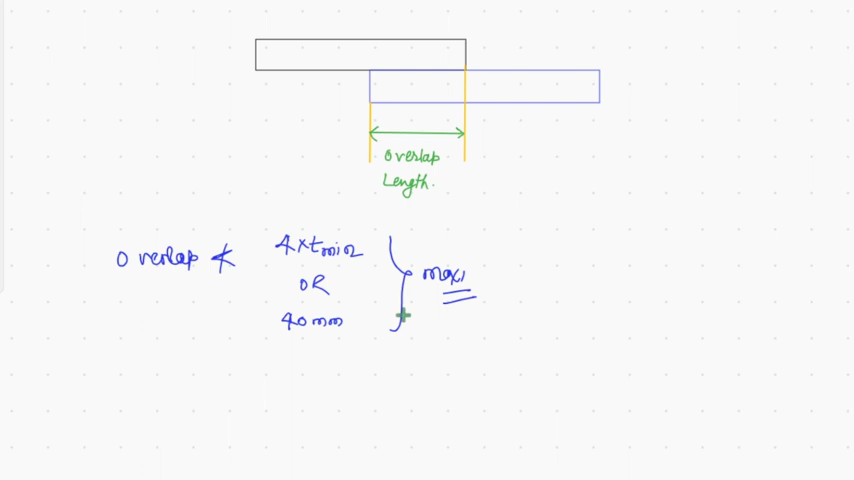 Overlap
Length.
Overlap ≮ 4×tmin
OR
40mm
max,